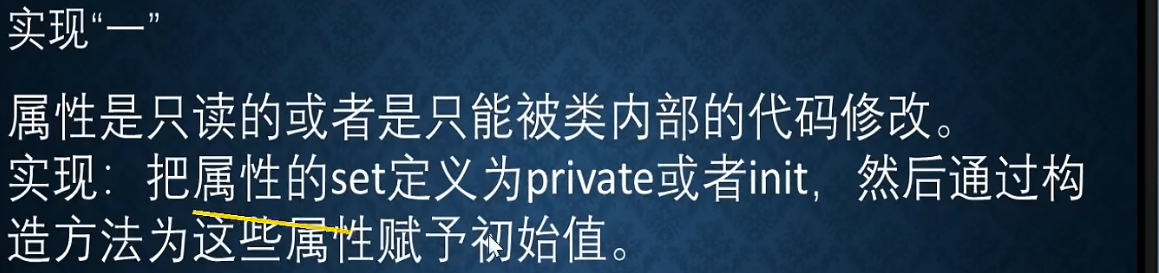 实现“一”
属性是只读的或者是只能被类内部的代码修改。
实现：把属性的set定义为private或者init，然后通过构
造方法为这些属性赋予初始值。